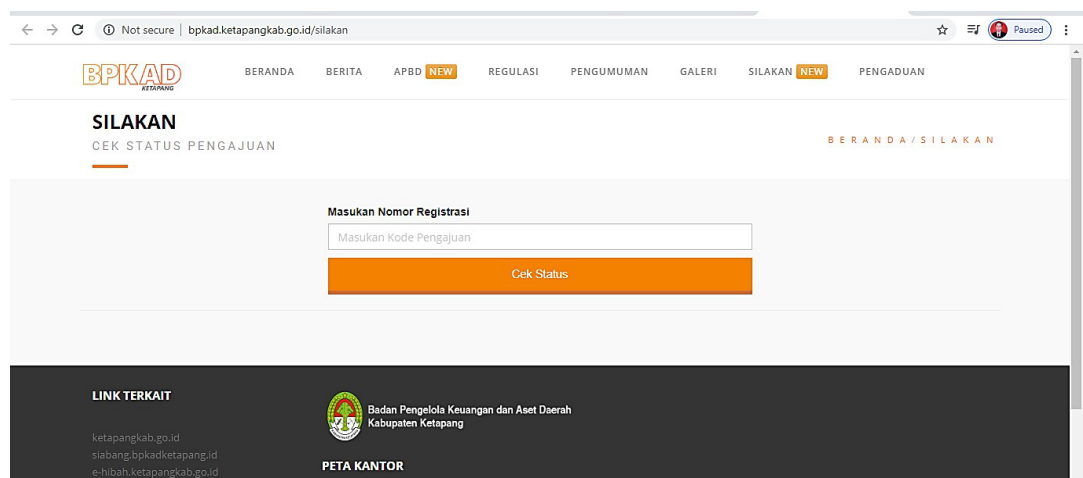 Not secure | bpkad.ketapangkab.go.id/silakan
Paused
BPKAD
KETAPANG
BERANDA BERITA APBD NEW REGULASI PENGUMUMAN GALERI SILAKAN NEW PENGADUAN
SILAKAN
CEK STATUS PENGAJUAN
BERANDA/SILAKAN
Masukan Nomor Registrasi
Masukan Kode Pengajuan
Cek Status
LINK TERKAIT
ketapangkab.go.id
siabang.bpkadketapang.id
e-hibah.ketapangkab.go.id
Badan Pengelola Keuangan dan Aset Daerah
Kabupaten Ketapang
PETA KANTOR